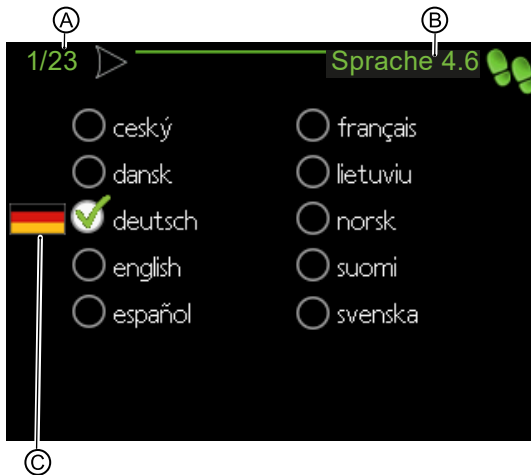 A
B
1/23
Sprache 4.6
ceský
français
dansk
lietuviu
deutsch
norsk
english
suomi
español
svenska
C